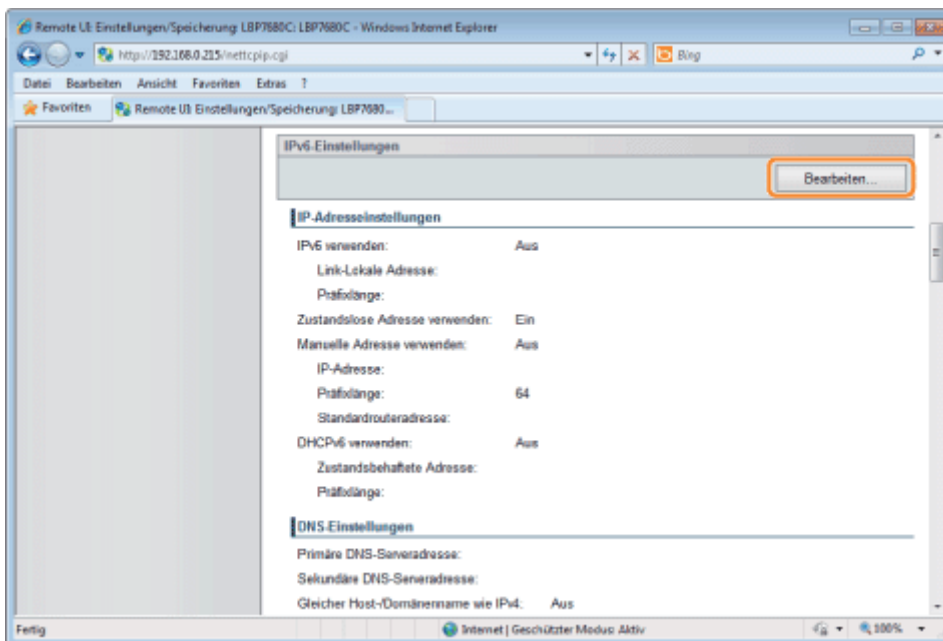 Remote UI: Einstellungen/Speicherung: LBP7680C: LBP7680C - Windows Internet Explorer
http://192.168.0.215/nettcpip.cgi
Bing
Datei Bearbeiten Ansicht Favoriten Extras ?
Favoriten
Remote UI: Einstellungen/Speicherung: LBP7680...
IPv6-Einstellungen
Bearbeiten...
IP-Adresseinstellungen
IPv6 verwenden: Aus
Link-Lokale Adresse:
Präfixlänge:
Zustandslose Adresse verwenden: Ein
Manuelle Adresse verwenden: Aus
IP-Adresse:
Präfixlänge: 64
Standardrouteradresse:
DHCPv6 verwenden: Aus
Zustandsbehaftete Adresse:
Präfixlänge:
DNS-Einstellungen
Primäre DNS-Serveradresse:
Sekundäre DNS-Serveradresse:
Gleicher Host-/Domänenname wie IPv4: Aus
Fertig
Internet | Geschützter Modus: Aktiv
100%